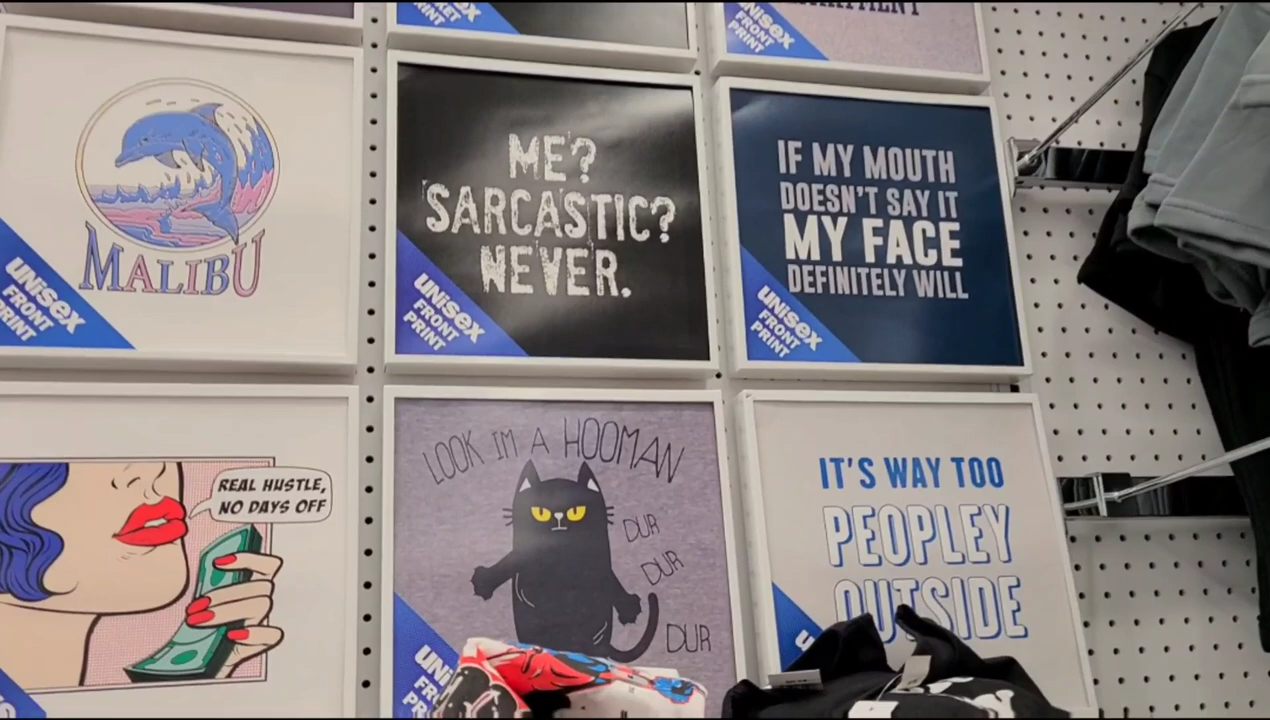 PRINT
UNISEX
FRONT
PRINT
MALIBU
UNISEX
FRONT
PRINT
ME?
SARCASTIC?
NEVER.
UNISEX
FRONT
PRINT
IF MY MOUTH
DOESN'T SAY IT
MY FACE
DEFINITELY WILL
UNISEX
FRONT
PRINT
REAL HUSTLE,
NO DAYS OFF
LOOK IM A HOOMAN
DUR
DUR
DUR
IT'S WAY TOO
PEOPLEY
OUTSIDE